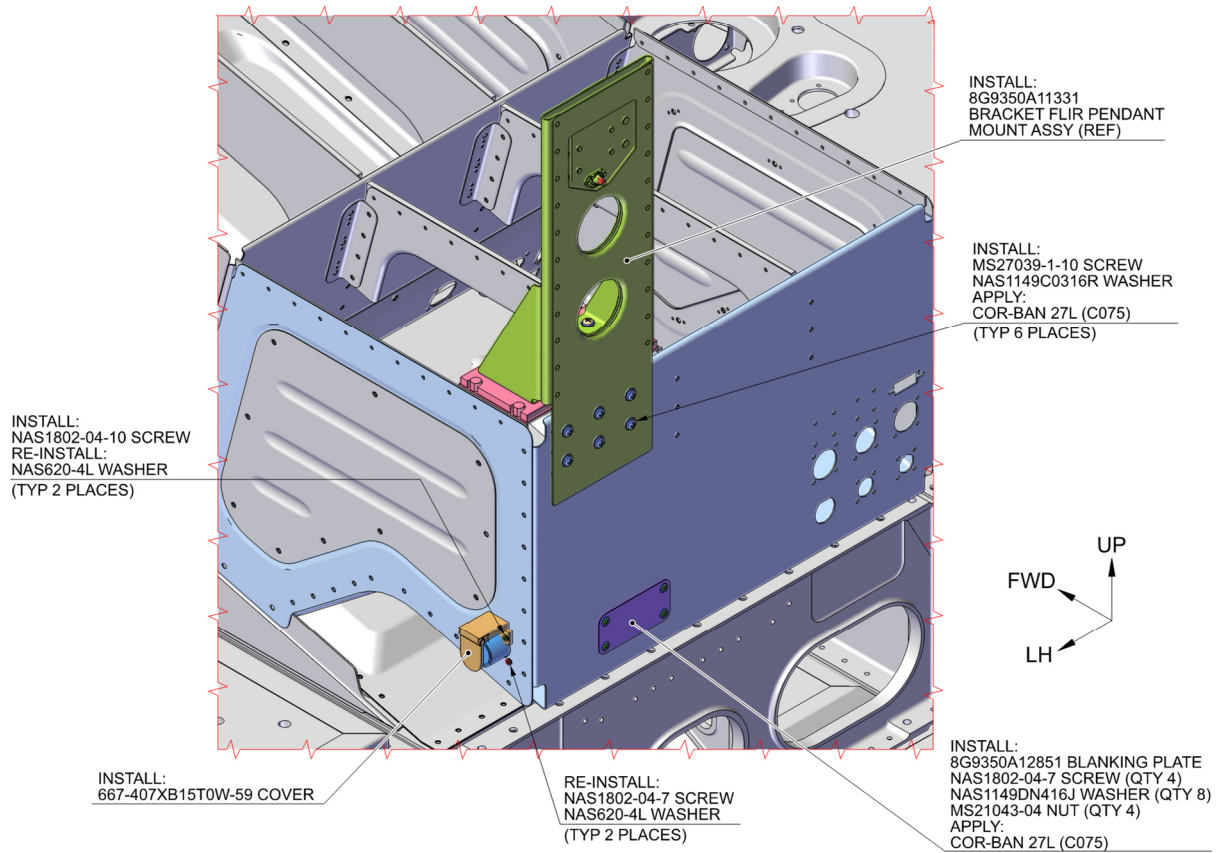 INSTALL:
8G9350A11331
BRACKET FLIR PENDANT
MOUNT ASSY (REF)
INSTALL:
MS27039-1-10 SCREW
NAS1149C0316R WASHER
APPLY:
COR-BAN 27L (C075)
(TYP 6 PLACES)
INSTALL:
NAS1802-04-10 SCREW
RE-INSTALL:
NAS620-4L WASHER
(TYP 2 PLACES)
UP
FWD
LH
INSTALL:
667-407XB15T0W-59 COVER
RE-INSTALL:
NAS1802-04-7 SCREW
NAS620-4L WASHER
(TYP 2 PLACES)
INSTALL:
8G9350A12851 BLANKING PLATE
NAS1802-04-7 SCREW (QTY 4)
NAS1149DN416J WASHER (QTY 8)
MS21043-04 NUT (QTY 4)
APPLY:
COR-BAN 27L (C075)